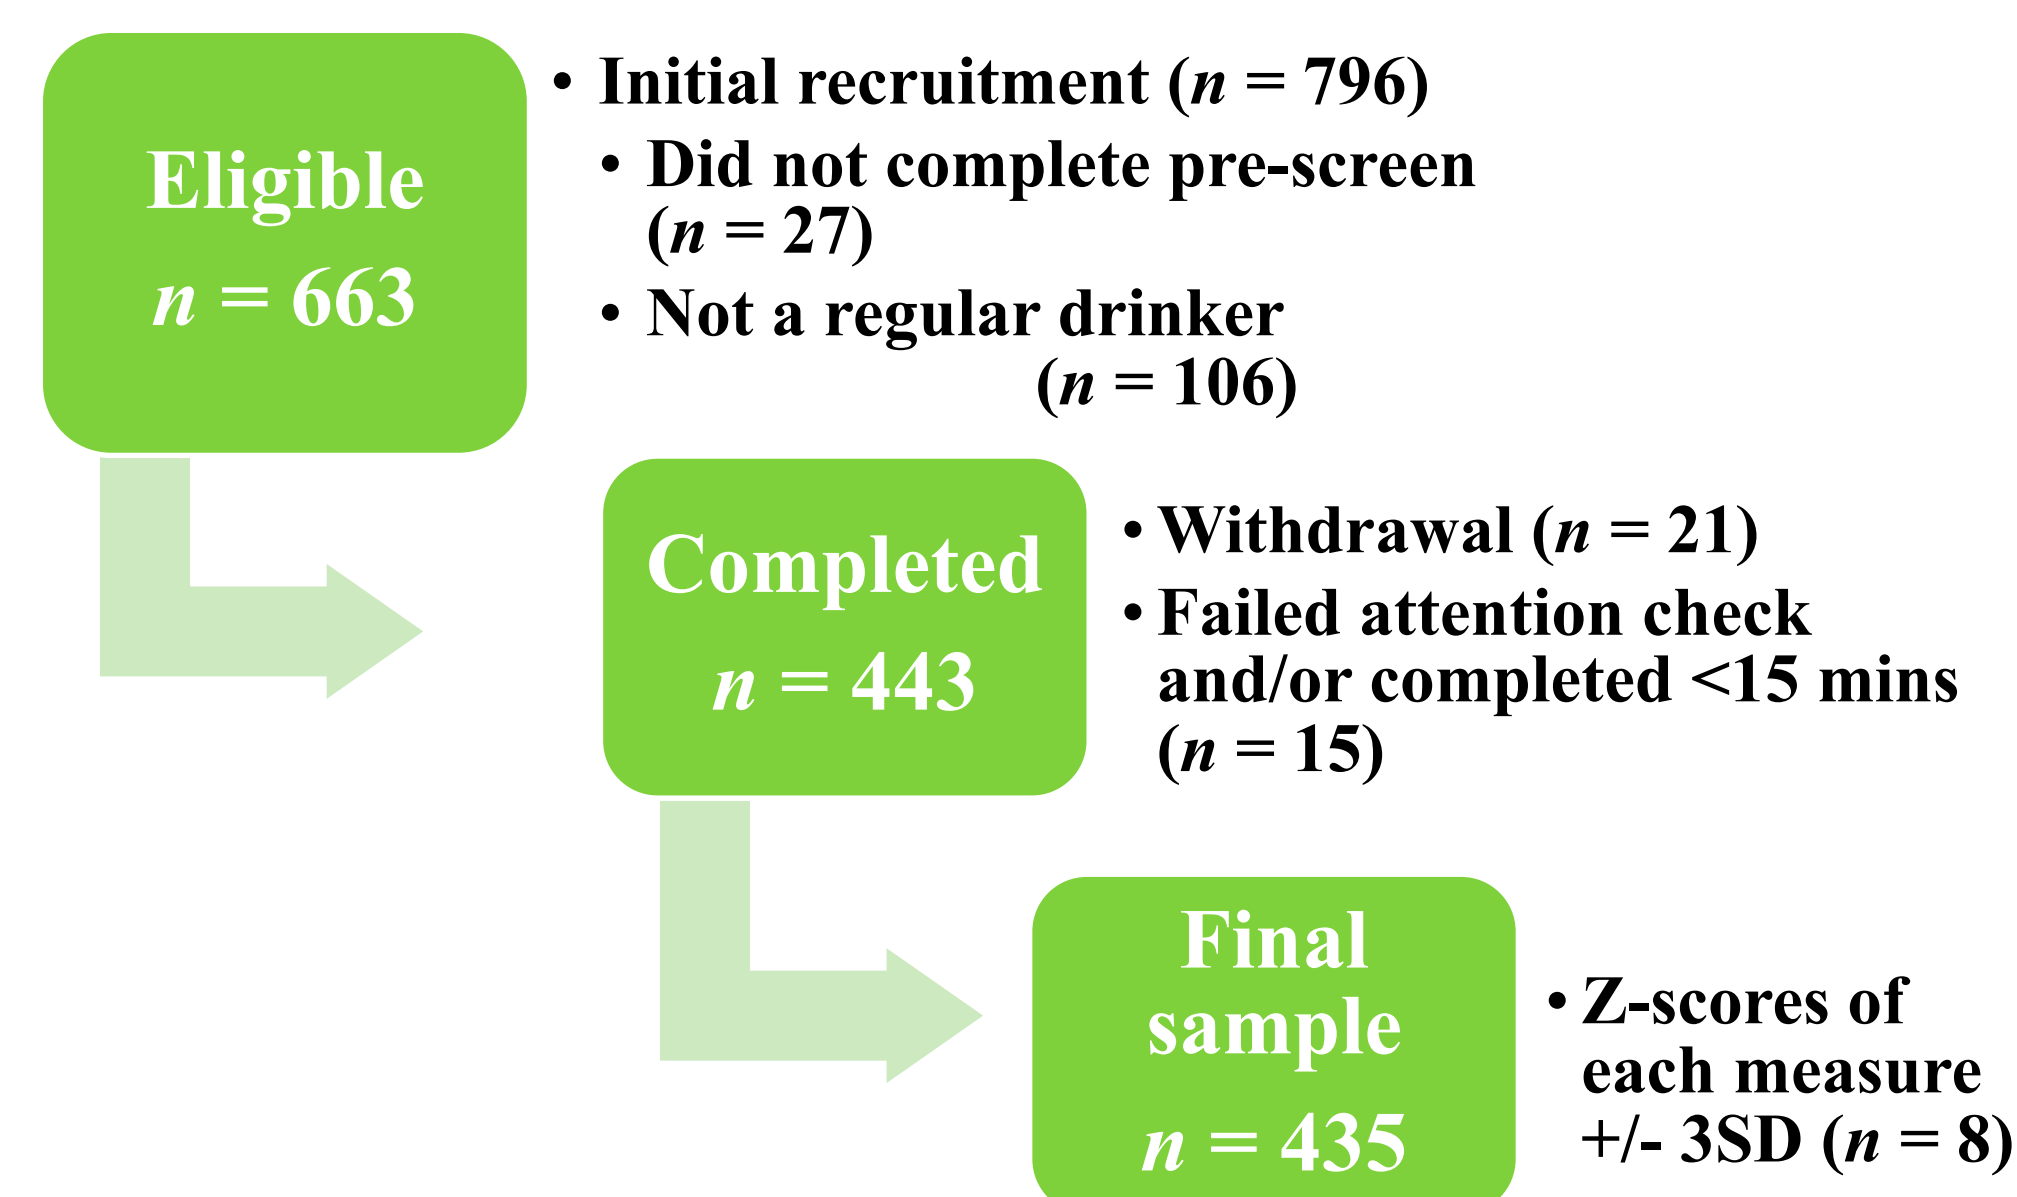 Eligible
n = 663
• Initial recruitment (n = 796)
• Did not complete pre-screen
(n = 27)
• Not a regular drinker
(n = 106)
Completed
n = 443
• Withdrawal (n = 21)
• Failed attention check
and/or completed <15 mins
(n = 15)
Final
sample
n = 435
• Z-scores of
each measure
+/- 3SD (n = 8)